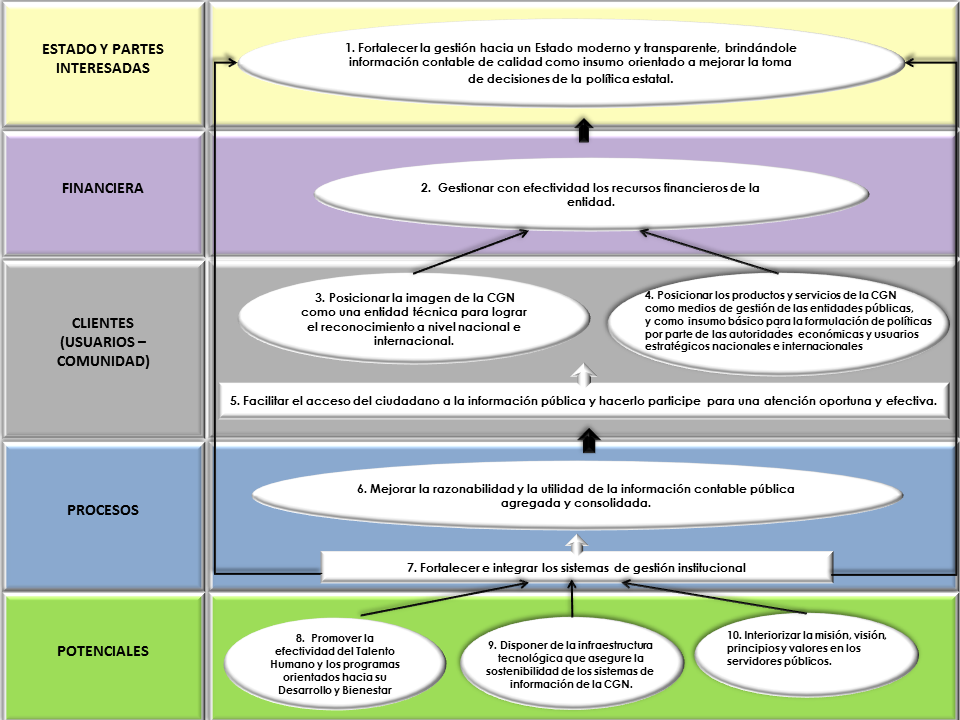 ESTADO Y PARTES
INTERESADAS
1. Fortalecer la gestión hacia un Estado moderno y transparente, brindándole
información contable de calidad como insumo orientado a mejorar la toma
de decisiones de la política estatal.
FINANCIERA
2. Gestionar con efectividad los recursos financieros de la
entidad.
CLIENTES
(USUARIOS –
COMUNIDAD)
3. Posicionar la imagen de la CGN
como una entidad técnica para lograr
el reconocimiento a nivel nacional e
internacional.
4. Posicionar los productos y servicios de la CGN
como medios de gestión de las entidades públicas,
y como insumo básico para la formulación de políticas
por parte de las autoridades económicas y usuarios
estratégicos nacionales e internacionales
5. Facilitar el acceso del ciudadano a la información pública y hacerlo participe para una atención oportuna y efectiva.
PROCESOS
6. Mejorar la razonabilidad y la utilidad de la información contable pública
agregada y consolidada.
7. Fortalecer e integrar los sistemas de gestión institucional
POTENCIALES
8. Promover la
efectividad del Talento
Humano y los programas
orientados hacia su
Desarrollo y Bienestar
9. Disponer de la infraestructura
tecnológica que asegure la
sostenibilidad de los sistemas de
información de la CGN.
10. Interiorizar la misión, visión,
principios y valores en los
servidores públicos.